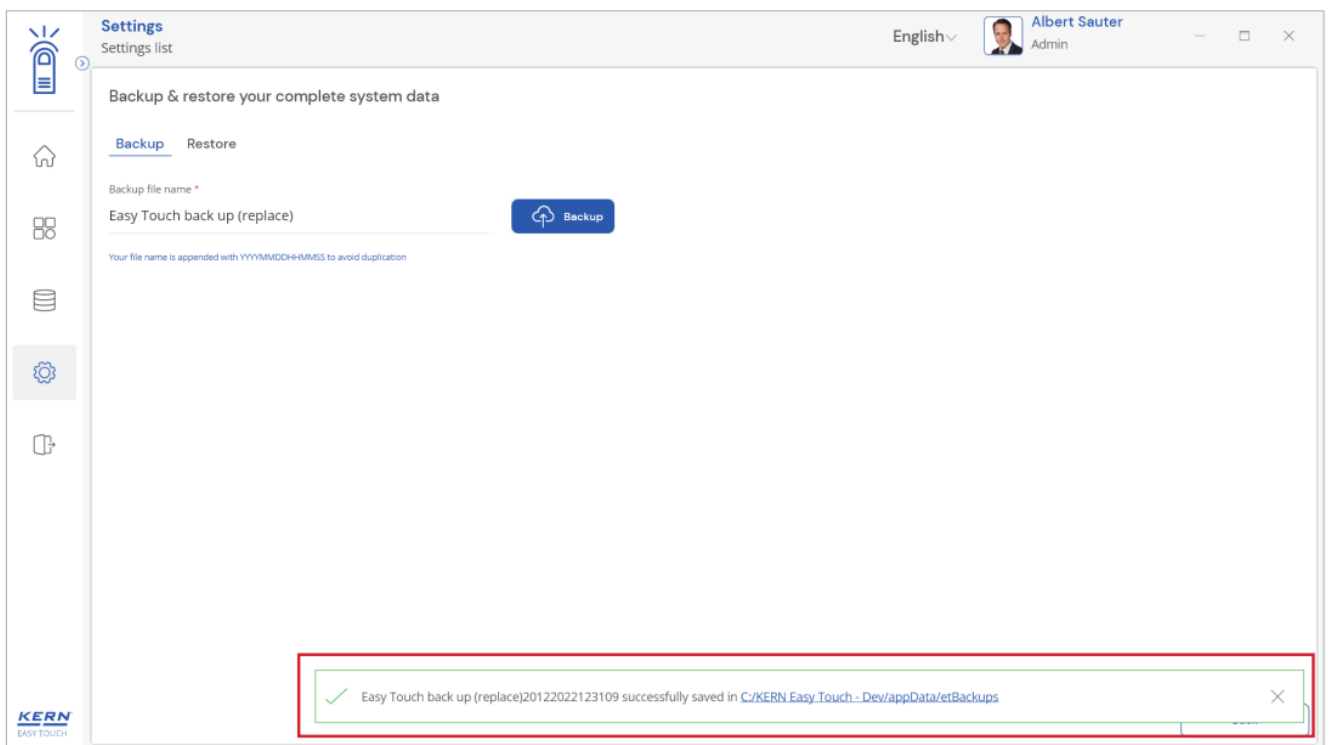 Settings
Settings list
English
Albert Sauter
Admin
Backup & restore your complete system data
Backup Restore
Backup file name *
Easy Touch back up (replace)
Backup
Your file name is appended with YYYYMMDDHHMMSS to avoid duplication
Easy Touch back up (replace)20122022123109 successfully saved in C:/KERN Easy Touch - Dev/appData/etBackups
KERN
EASY TOUCH